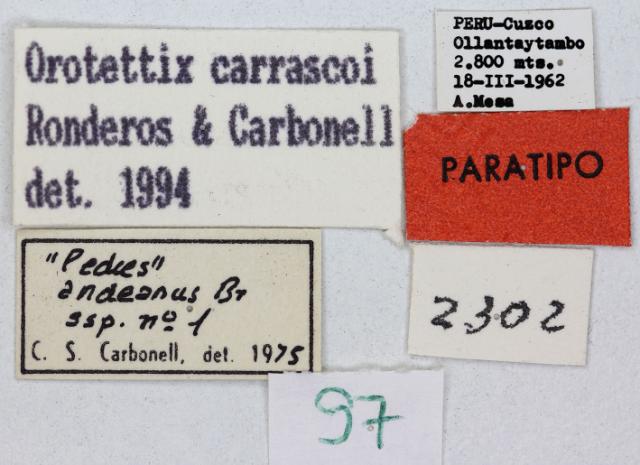 Orotettix carrascoi
Ronderos & Carbonell
det. 1994
PERU-Cuzco
Ollantaytambo
2.800 mts.
18-III-1962
A.Mesa
PARATIPO
"Pedies"
andeanus Br
ssp. nº 1
C. S. Carbonell, det. 1975
2302
97